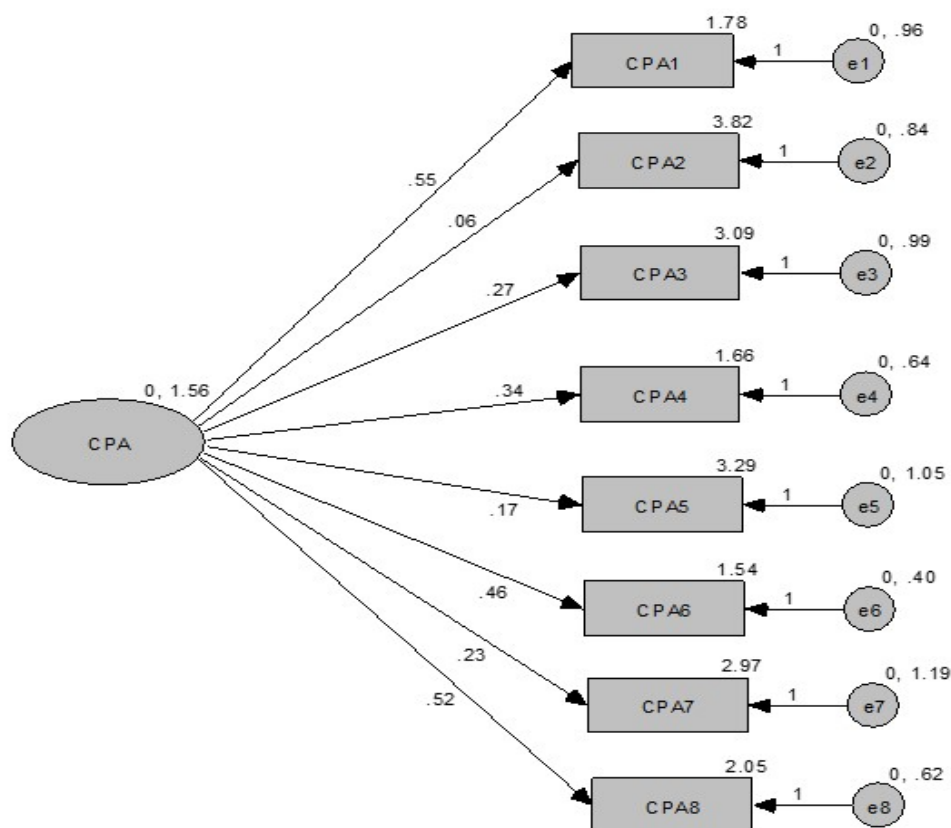 1.78
0, .96
CPA1
1
e1
3.82
0, .84
CPA2
1
e2
.55
.06
3.09
0, .99
CPA3
1
e3
.27
1.66
0, .64
0, 1.56
.34
CPA4
1
e4
CPA
3.29
0, 1.05
.17
CPA5
1
e5
1.54
0, .40
.46
CPA6
1
e6
.23
2.97
0, 1.19
.52
CPA7
1
e7
2.05
0, .62
CPA8
1
e8